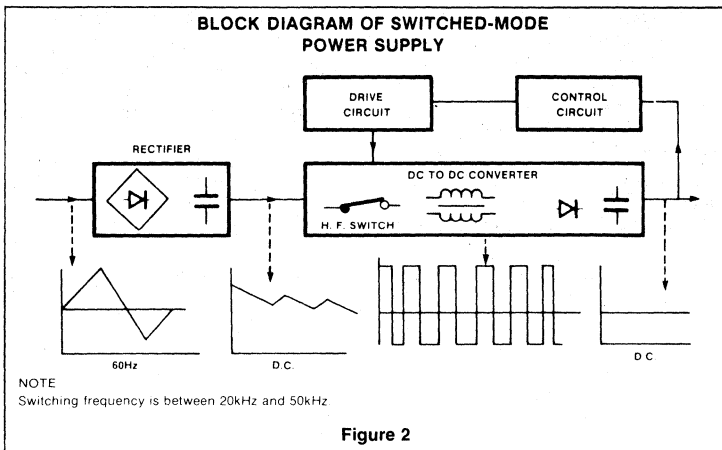 BLOCK DIAGRAM OF SWITCHED-MODE
POWER SUPPLY
DRIVE
CIRCUIT
CONTROL
CIRCUIT
RECTIFIER
DC TO DC CONVERTER
H. F. SWITCH
60Hz
D.C.
D C
NOTE
Switching frequency is between 20kHz and 50kHz
Figure 2